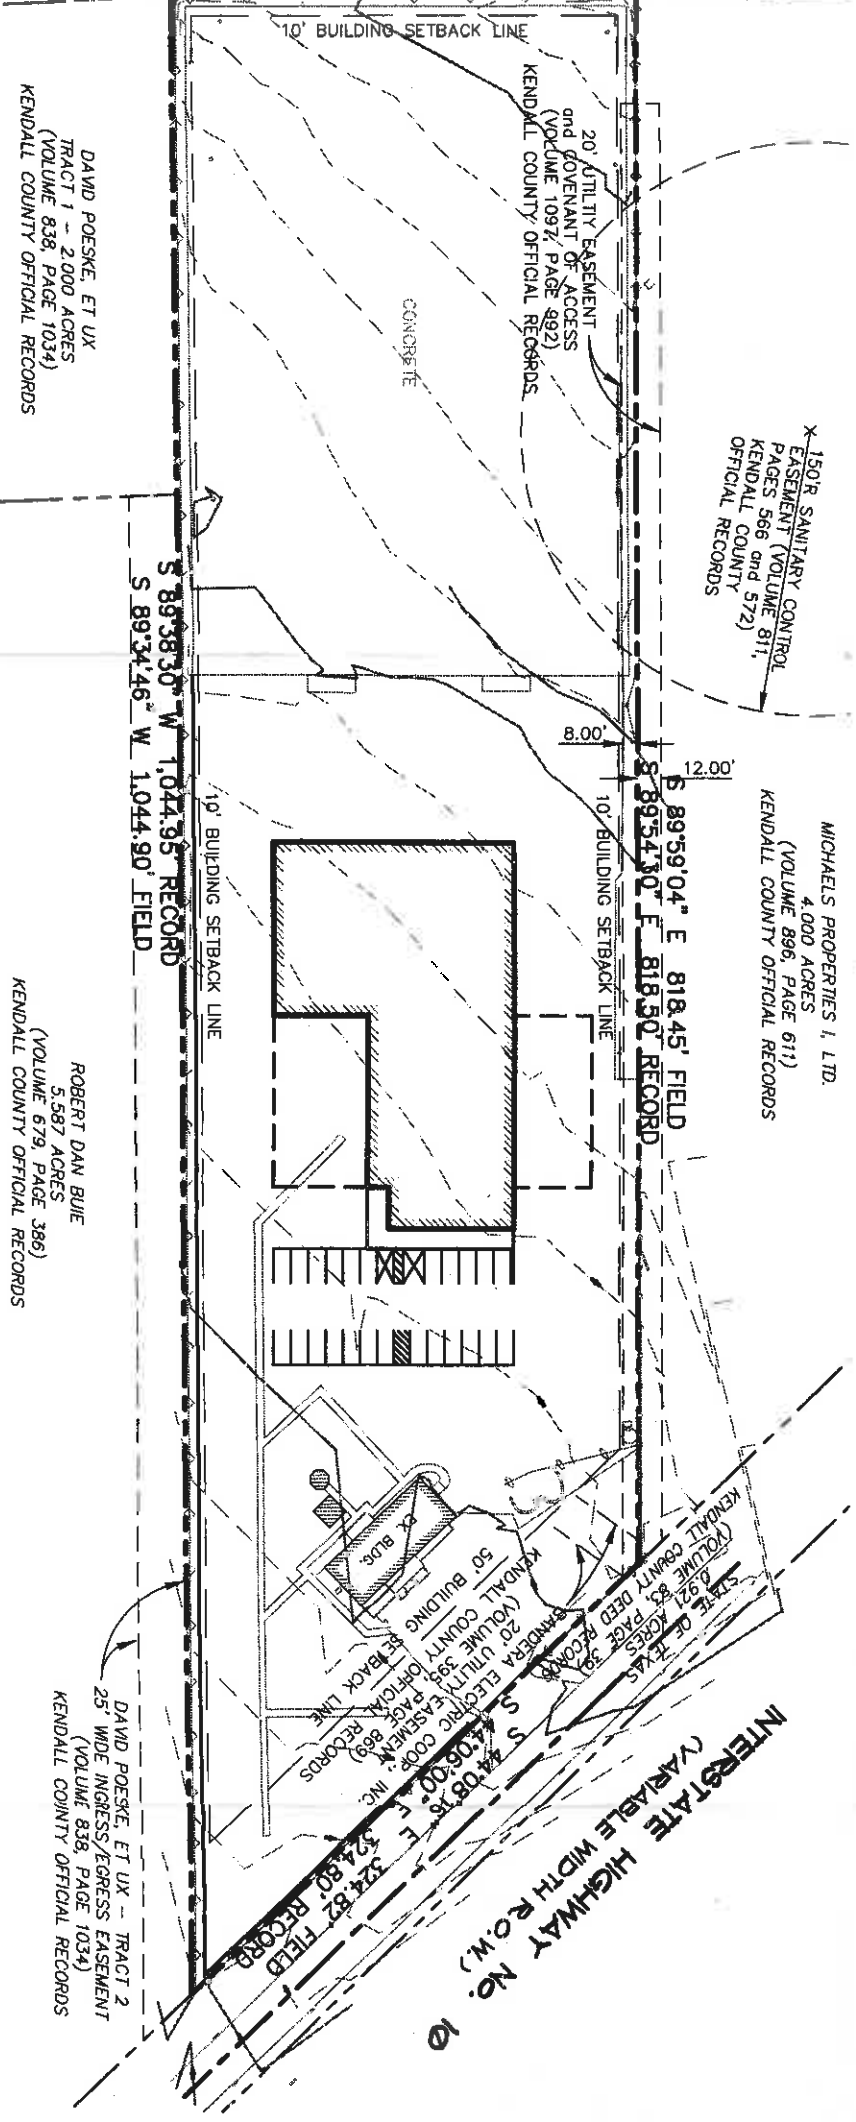 10' BUILDING SETBACK LINE
20' UTILTIY EASEMENT
and COVENANT OF ACCESS
(VOLUME 1097, PAGE 992)
KENDALL COUNTY OFFICIAL RECORDS
DAVID POESKE, ET UX
TRACT 1 - 2.000 ACRES
(VOLUME 838, PAGE 1034)
KENDALL COUNTY OFFICIAL RECORDS
CONCRETE
150'R SANITARY CONTROL
EASEMENT (VOLUME 811,
PAGES 566 and 572)
KENDALL COUNTY
OFFICIAL RECORDS
S 89°38'30" W 1,044.95 RECORD
S 89°34'46" W 1,044.90' FIELD
8.00'
12.00'
S 89°59'04" E 818.45' FIELD
S 89°54'30" E 818.50' RECORD
MICHAELS PROPERTIES I, LTD.
4.000 ACRES
(VOLUME 896, PAGE 611)
KENDALL COUNTY OFFICIAL RECORDS
10' BUILDING SETBACK LINE
10' BUILDING SETBACK LINE
ROBERT DAN BUIE
5.587 ACRES
(VOLUME 679, PAGE 386)
KENDALL COUNTY OFFICIAL RECORDS
EX. BLDG.
STATE OF TEXAS
0.921 ACRES
(VOLUME 83, PAGE 39)
KENDALL COUNTY DEED RECORDS
BANDERA ELECTRIC COOP, INC.
20' UTILITY EASEMENT
(VOLUME 395, PAGE 869)
KENDALL COUNTY OFFICIAL RECORDS
50' BUILDING SETBACK LINE
S 44°08'16" E 324.82' FIELD
S 44°06'00" E 324.80' RECORD
INTERSTATE HIGHWAY NO. 10
(VARIABLE WIDTH R.O.W.)
DAVID POESKE, ET UX - TRACT 2
25' WIDE INGRESS/EGRESS EASEMENT
(VOLUME 838, PAGE 1034)
KENDALL COUNTY OFFICIAL RECORDS